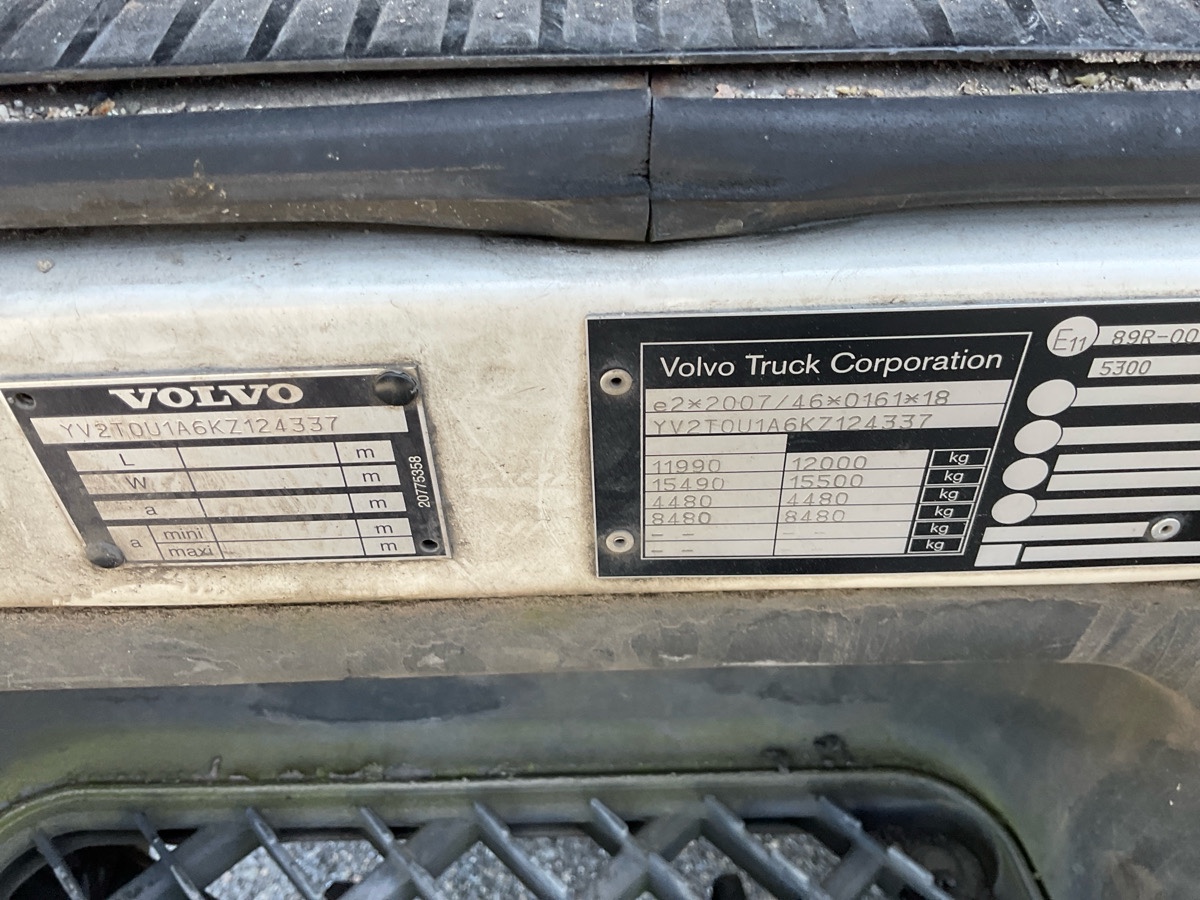 VOLVO
YV2T0U1A6KZ124337
L m
W m
a m
a mini m
maxi m
20775358
Volvo Truck Corporation
e2*2007/46*0161*18
YV2T0U1A6KZ124337
11990 12000 kg
15490 15500 kg
4480 4480 kg
8480 8480 kg
- - - - kg
- - - - kg
E11 89R-00
5300